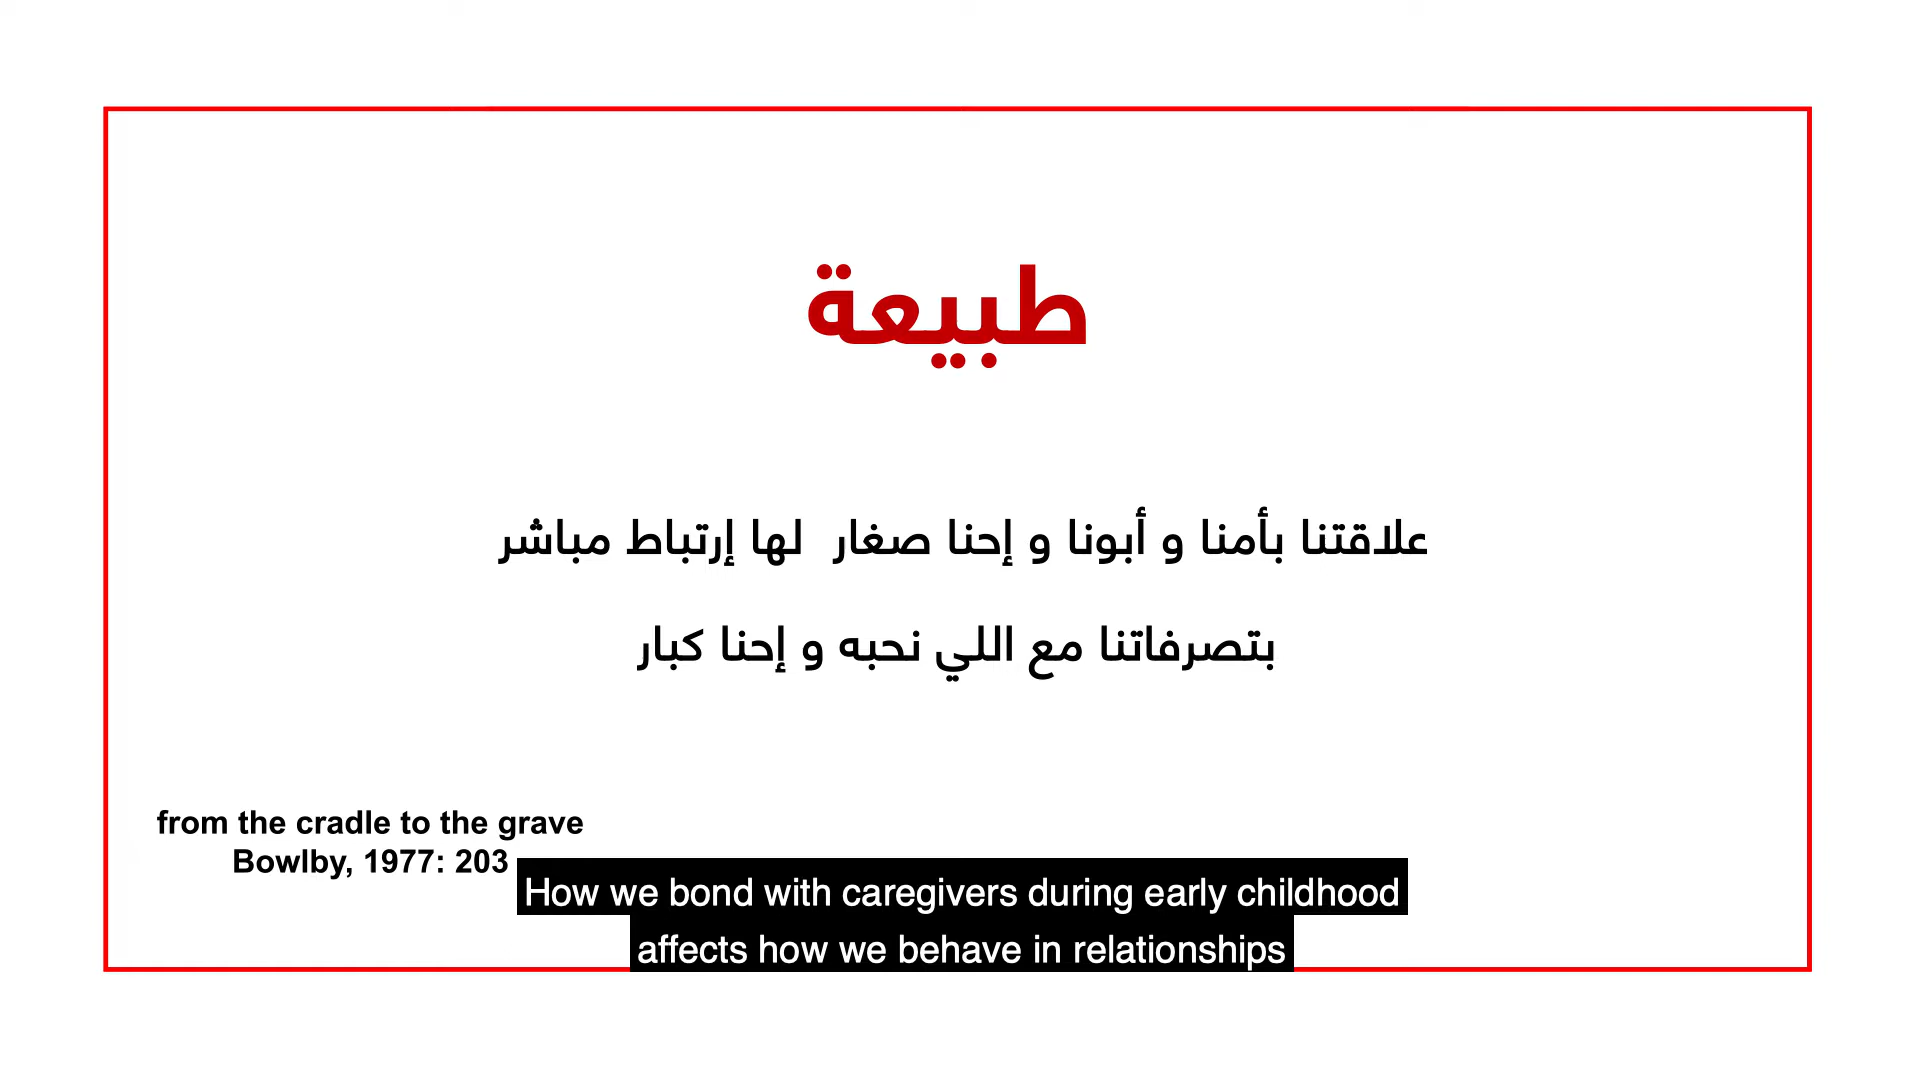 طبيعة
علاقتنا بأمنا و أبونا و إحنا صغار لها إرتباط مباشر
بتصرفاتنا مع اللي نحبه و إحنا كبار
from the cradle to the grave
Bowlby, 1977: 203
How we bond with caregivers during early childhood
affects how we behave in relationships